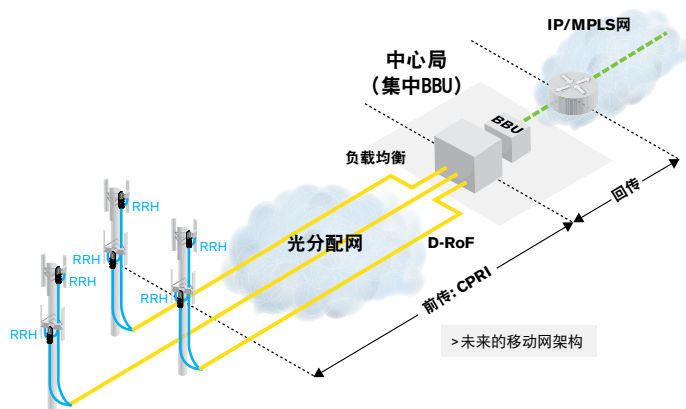 IP/MPLS网
中心局
（集中BBU）
BBU
负载均衡
回传
RRH
RRH
光分配网
D-RoF
RRH
RRH
RRH
RRH
前传: CPRI
>未来的移动网架构